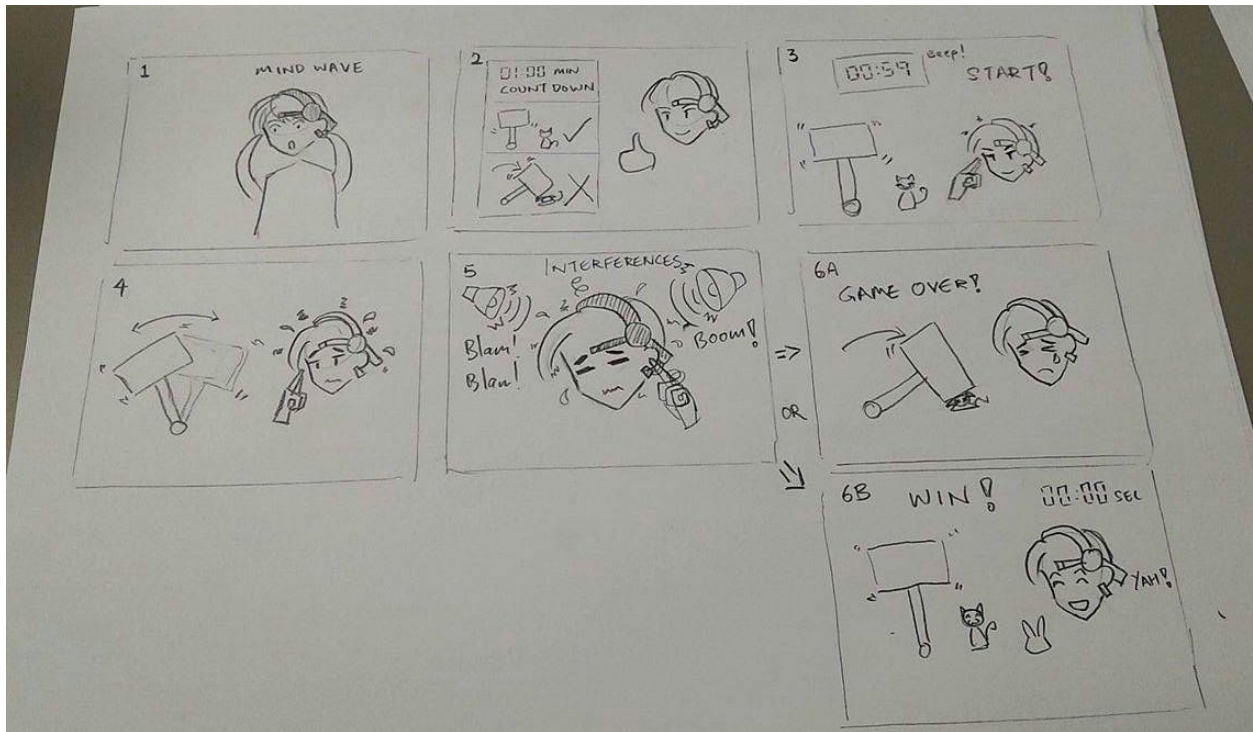 1
MIND WAVE
2
01:00 MIN
COUNT DOWN
3
00:59
Beep!
START!
4
5
INTERFERENCES
Blam!
Blam!
BOOM!
=>
OR
6A
GAME OVER!
6B
WIN!
00:00 SEC
YAH!